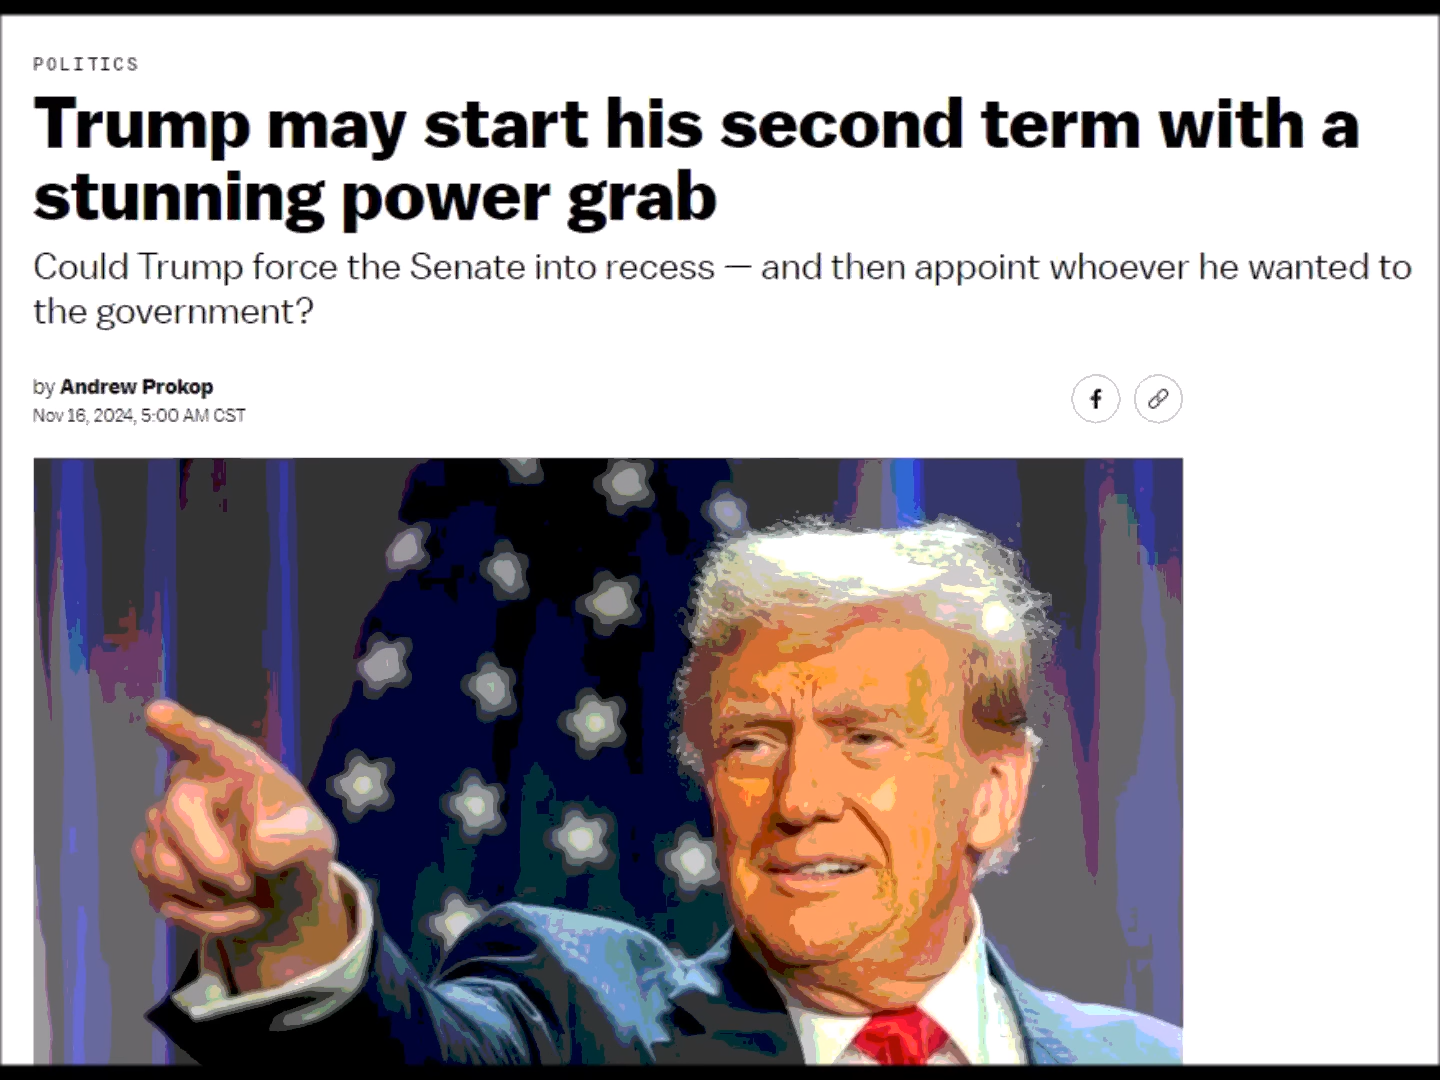 POLITICS
Trump may start his second term with a
stunning power grab
Could Trump force the Senate into recess — and then appoint whoever he wanted to
the government?
by Andrew Prokop
Nov 16, 2024, 5:00 AM CST